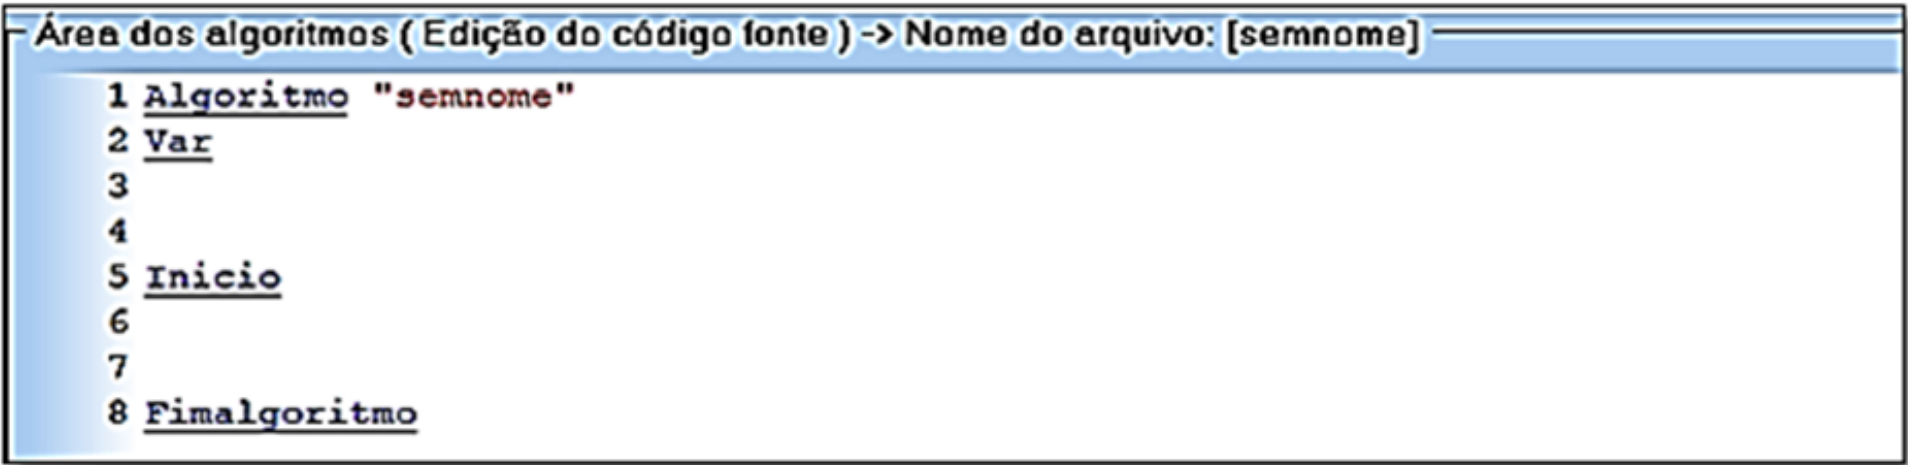 Área dos algoritmos ( Edição do código fonte ) -> Nome do arquivo: [semnome]
1 Algoritmo "semnome"
2 Var
3
4
5 Inicio
6
7
8 Fimalgoritmo